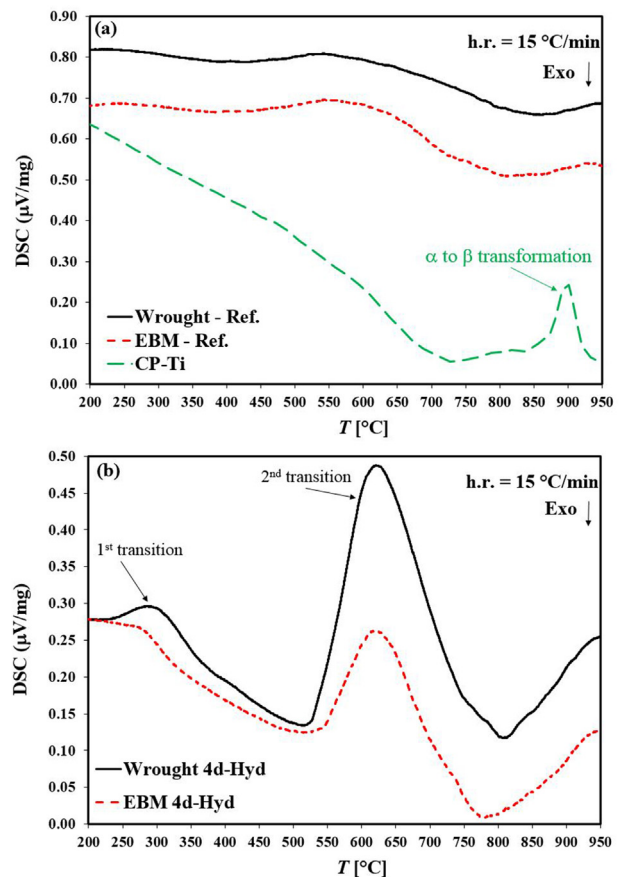 (a)
h.r. = 15 °C/min
Exo
0.90
0.80
0.70
0.60
0.50
0.40
0.30
0.20
0.10
0.00
DSC (µV/mg)
α to β transformation
Wrought - Ref.
EBM - Ref.
CP-Ti
200 250 300 350 400 450 500 550 600 650 700 750 800 850 900 950
T [°C]
(b)
h.r. = 15 °C/min
Exo
2nd transition
1st transition
0.50
0.45
0.40
0.35
0.30
0.25
0.20
0.15
0.10
0.05
0.00
DSC (µV/mg)
Wrought 4d-Hyd
EBM 4d-Hyd
200 250 300 350 400 450 500 550 600 650 700 750 800 850 900 950
T [°C]